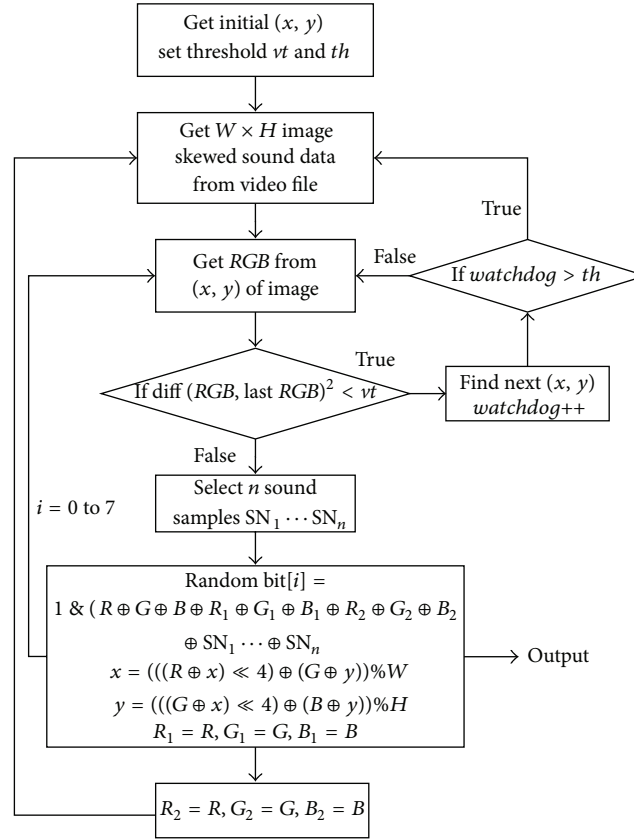 Get initial (x, y)
set threshold vt and th
Get W × H image
skewed sound data
from video file
True
Get RGB from
(x, y) of image
False
If watchdog > th
True
If diff (RGB, last RGB)² < vt
Find next (x, y)
watchdog++
False
Select n sound
samples SN₁ ⋯ SNₙ
i = 0 to 7
Random bit[i] =
1 & ( R ⊕ G ⊕ B ⊕ R₁ ⊕ G₁ ⊕ B₁ ⊕ R₂ ⊕ G₂ ⊕ B₂
⊕ SN₁ ⋯ ⊕ SNₙ
x = (((R ⊕ x) ≪ 4) ⊕ (G ⊕ y))%W
y = (((G ⊕ x) ≪ 4) ⊕ (B ⊕ y))%H
R₁ = R, G₁ = G, B₁ = B
Output
R₂ = R, G₂ = G, B₂ = B